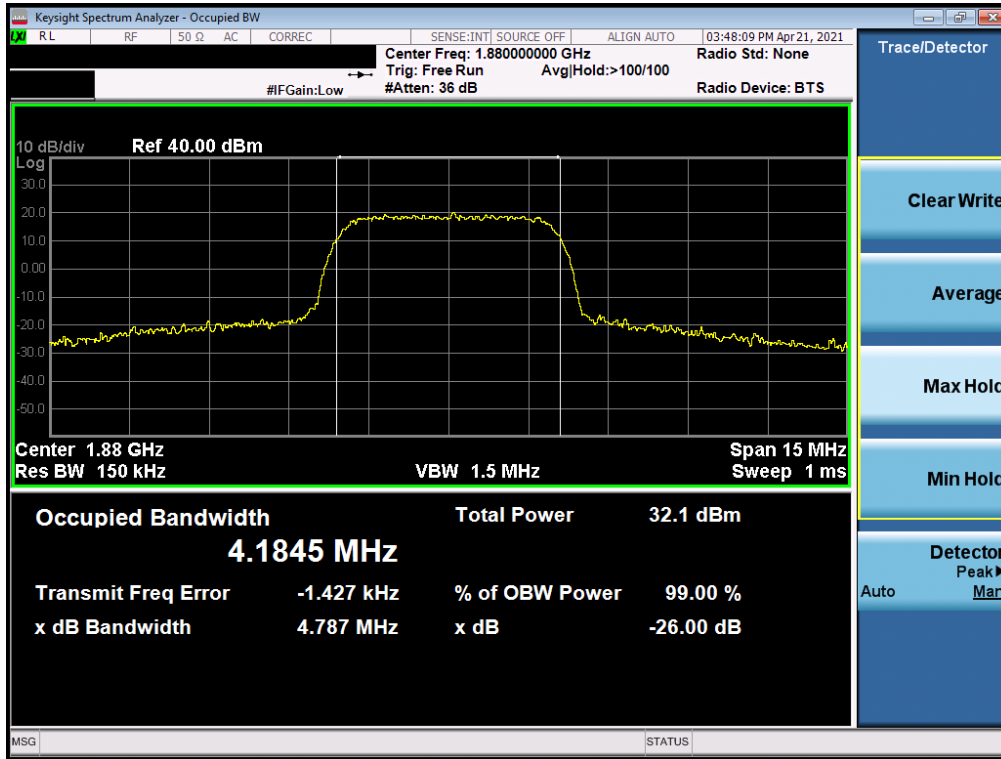 Keysight Spectrum Analyzer - Occupied BW
LXI RL RF 50 Ω AC CORREC SENSE:INT SOURCE OFF ALIGN AUTO 03:48:09 PM Apr 21, 2021
Center Freq: 1.880000000 GHz Radio Std: None
Trig: Free Run Avg|Hold:>100/100
#IFGain:Low #Atten: 36 dB Radio Device: BTS
Trace/Detector
10 dB/div Ref 40.00 dBm
Log
30.0
20.0
10.0
0.00
-10.0
-20.0
-30.0
-40.0
-50.0
Center 1.88 GHz Span 15 MHz
Res BW 150 kHz VBW 1.5 MHz Sweep 1 ms
Occupied Bandwidth Total Power 32.1 dBm
4.1845 MHz
Transmit Freq Error -1.427 kHz % of OBW Power 99.00 %
x dB Bandwidth 4.787 MHz x dB -26.00 dB
Clear Write
Average
Max Hold
Min Hold
Detector
Peak
Auto Man
MSG STATUS